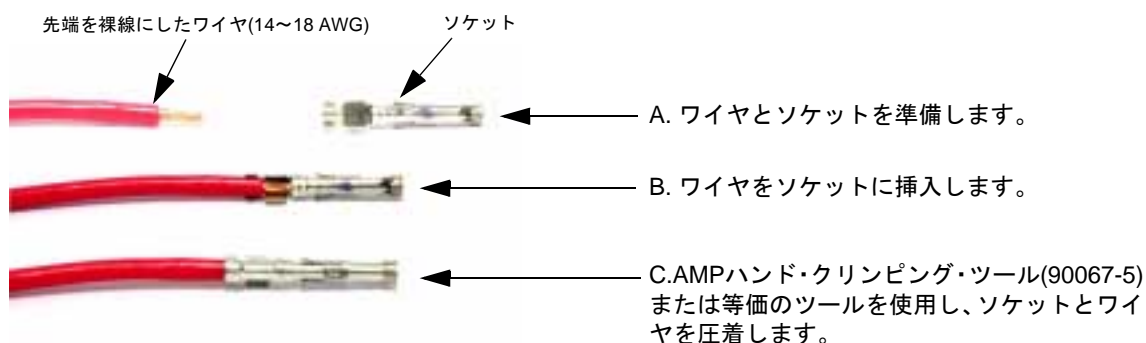 先端を裸線にしたワイヤ(14～18 AWG)
ソケット
A. ワイヤとソケットを準備します。
B. ワイヤをソケットに挿入します。
C.AMPハンド・クリンピング・ツール(90067-5)
または等価のツールを使用し、ソケットとワイ
ヤを圧着します。